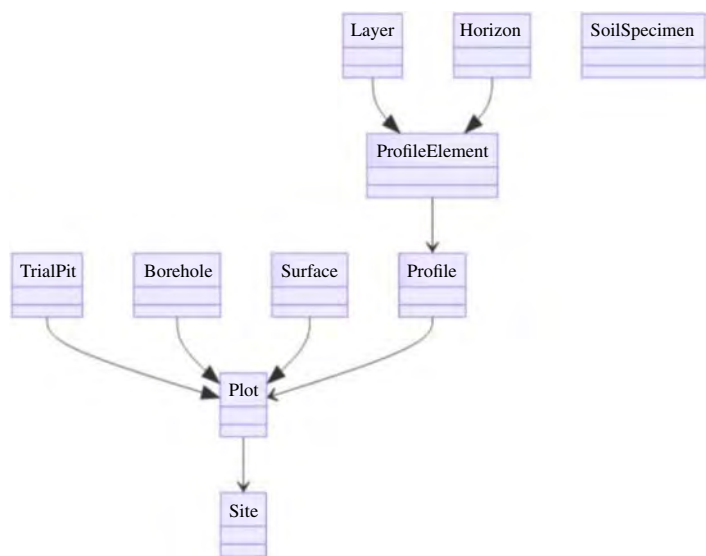 Layer
Horizon
SoilSpecimen
ProfileElement
TrialPit
Borehole
Surface
Profile
Plot
Site